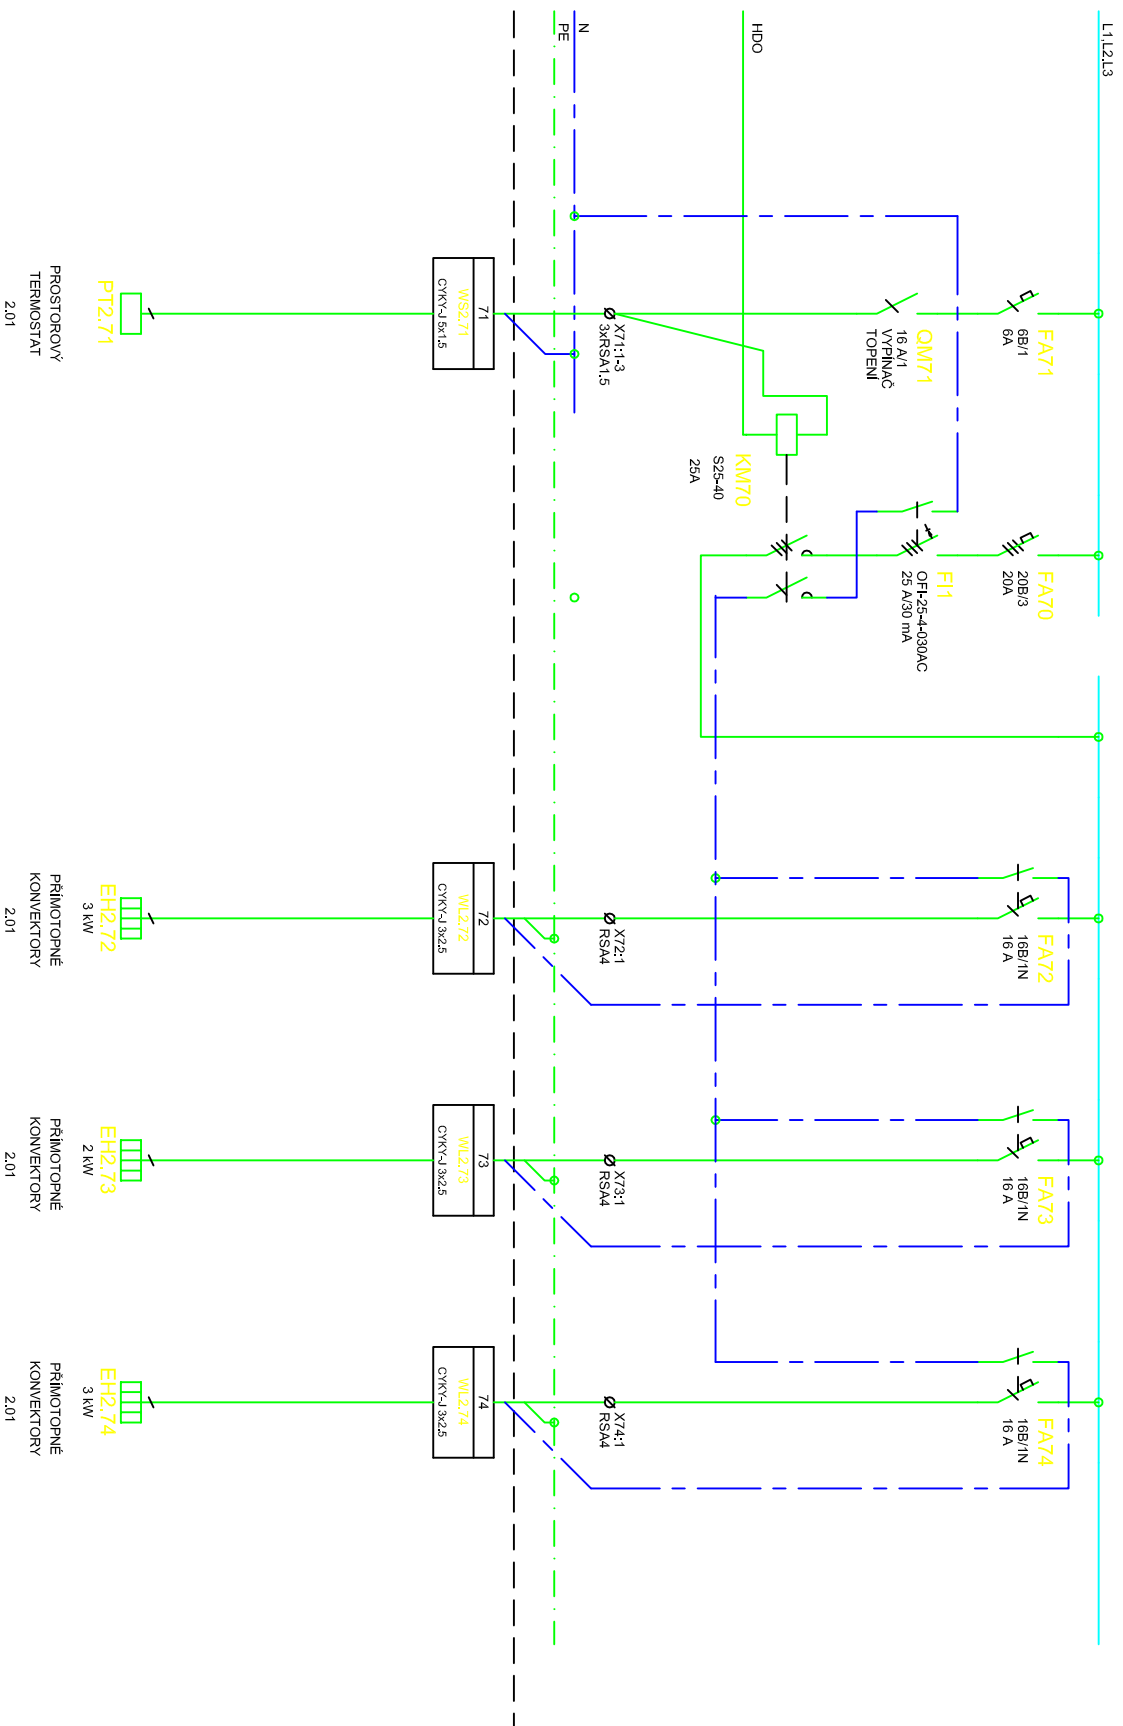 L1,L2,L3
HDO
N
PE
FA71
6B/1
6A
QM71
16 A/1
VYPÍNAČ
TOPENÍ
X71:1-3
3xRSA1.5
71
WS2.71
CYKY-J 5x1.5
PT2.71
PROSTOROVÝ
TERMOSTAT
2.01
KM70
S25-40
25A
FA70
20B/3
20A
FI1
OFI-25-4-030AC
25 A/30 mA
FA72
16B/1N
16 A
X72:1
RSA4
72
WL2.72
CYKY-J 3x2.5
EH2.72
3 kW
PŘÍMOTOPNÉ
KONVEKTORY
2.01
FA73
16B/1N
16 A
X73:1
RSA4
73
WL2.73
CYKY-J 3x2.5
EH2.73
2 kW
PŘÍMOTOPNÉ
KONVEKTORY
2.01
FA74
16B/1N
16 A
X74:1
RSA4
74
WL2.74
CYKY-J 3x2.5
EH2.74
3 kW
PŘÍMOTOPNÉ
KONVEKTORY
2.01